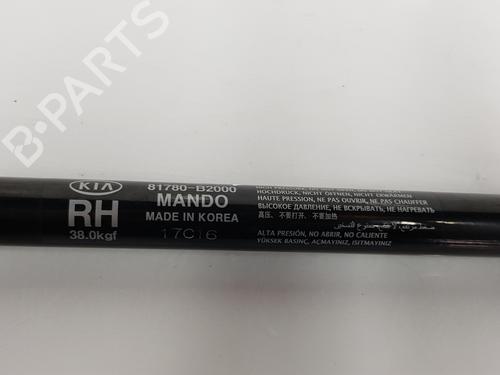 B-PARTS
KIA
RH
38.0kgf
81780-B2000
MANDO
MADE IN KOREA
17C16
HOCHDRUCK, NICHT ÖFFNEN, NICHT ERWÄRMEN
HAUTE PRESSION, NE PAS OUVRIR, NE PAS CHAUFFER
ВЫСОКОЕ ДАВЛЕНИЕ, НЕ ВСКРЫВАТЬ, НЕ НАГРЕВАТЬ
高压、不要打开、不要加热
ALTA PRESIÓN, NO ABRIR, NO CALIENTE
YÜKSEK BASINÇ, AÇMAYINIZ, ISITMAYINIZ